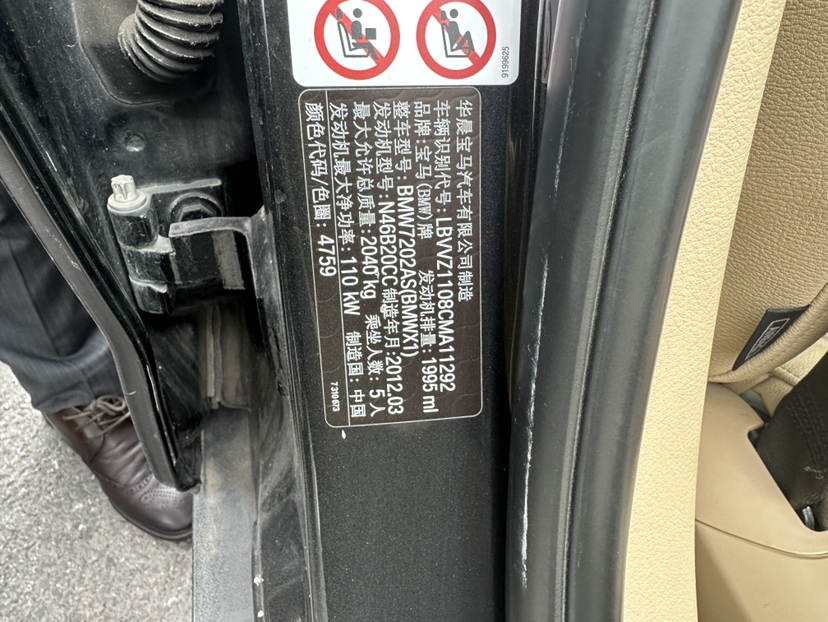 9196625
华晨宝马汽车有限公司制造
车辆识别代号:LBVVZ1108CMA11292
品牌:宝马(BMW)牌 发动机排量:1995 ml
整车型号:BMW7202AS(BMWX1)
发动机型号:N46B20CC 制造年月:2012.03
最大允许总质量:2040 kg 乘坐人数:5人
发动机最大净功率:110 kW 制造国:中国
颜色代码/色圈:4759
7310673